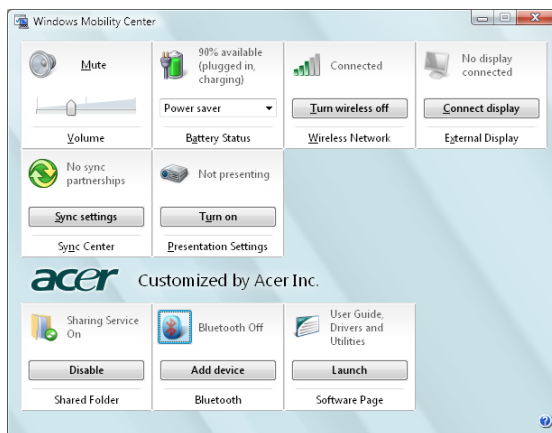 Windows Mobility Center
Mute
Volume
90% available
(plugged in,
charging)
Power saver
Battery Status
Connected
Turn wireless off
Wireless Network
No display
connected
Connect display
External Display
No sync
partnerships
Sync settings
Sync Center
Not presenting
Turn on
Presentation Settings
acer Customized by Acer Inc.
Sharing Service
On
Disable
Shared Folder
Bluetooth Off
Add device
Bluetooth
User Guide,
Drivers and
Utilities
Launch
Software Page